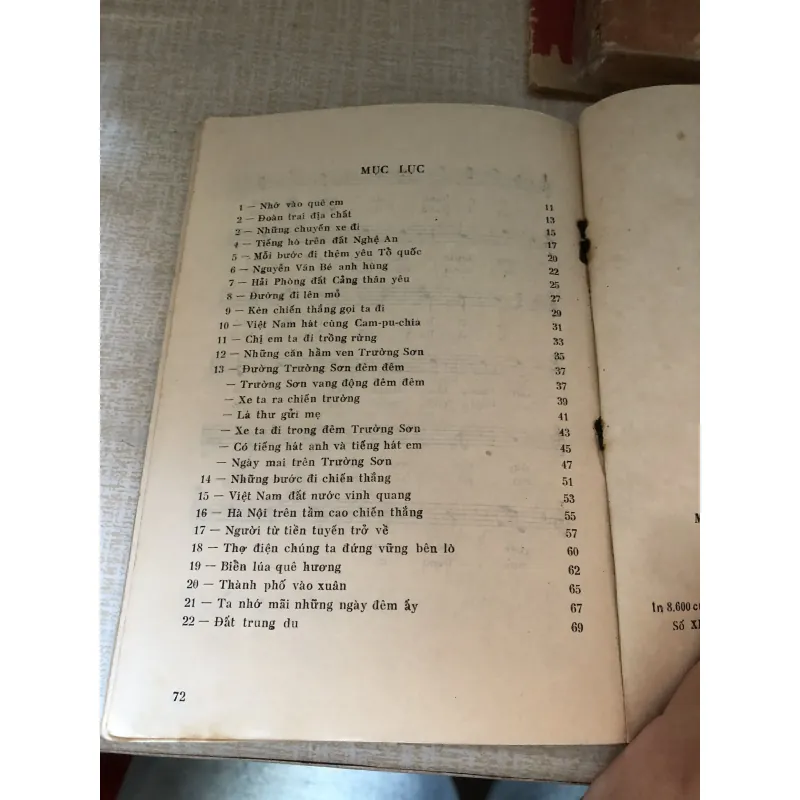 MỤC LỤC
1 — Nhờ vào quê em 11
2 — Đoàn trai địa chất 13
2 — Những chuyến xe đi 15
4 — Tiếng hò trên đất Nghệ An 17
5 — Mỗi bước đi thêm yêu Tổ quốc 20
6 — Nguyễn Văn Bé anh hùng 22
7 — Hải Phòng đất Cảng thân yêu 25
8 — Đường đi lên mỏ 27
9 — Kèn chiến thắng gọi ta đi 29
10 — Việt Nam hát cùng Cam-pu-chia 31
11 — Chị em ta đi trồng rừng 33
12 — Những căn hầm ven Trường Sơn 35
13 — Đường Trường Sơn đêm đêm 37
— Trường Sơn vang động đêm đêm 37
— Xe ta ra chiến trường 39
— Lá thư gửi mẹ 41
— Xe ta đi trong đêm Trường Sơn 43
— Có tiếng hát anh và tiếng hát em 45
— Ngày mai trên Trường Sơn 47
14 — Những bước đi chiến thắng 51
15 — Việt Nam đất nước vinh quang 53
16 — Hà Nội trên tầm cao chiến thắng 55
17 — Người từ tiền tuyến trở về 57
18 — Thợ điện chúng ta đứng vững bên lò 60
19 — Biển lúa quê hương 62
20 — Thành phố vào xuân 65
21 — Ta nhớ mãi những ngày đêm ấy 67
22 — Đất trung du 69
72
In 8.600
Số